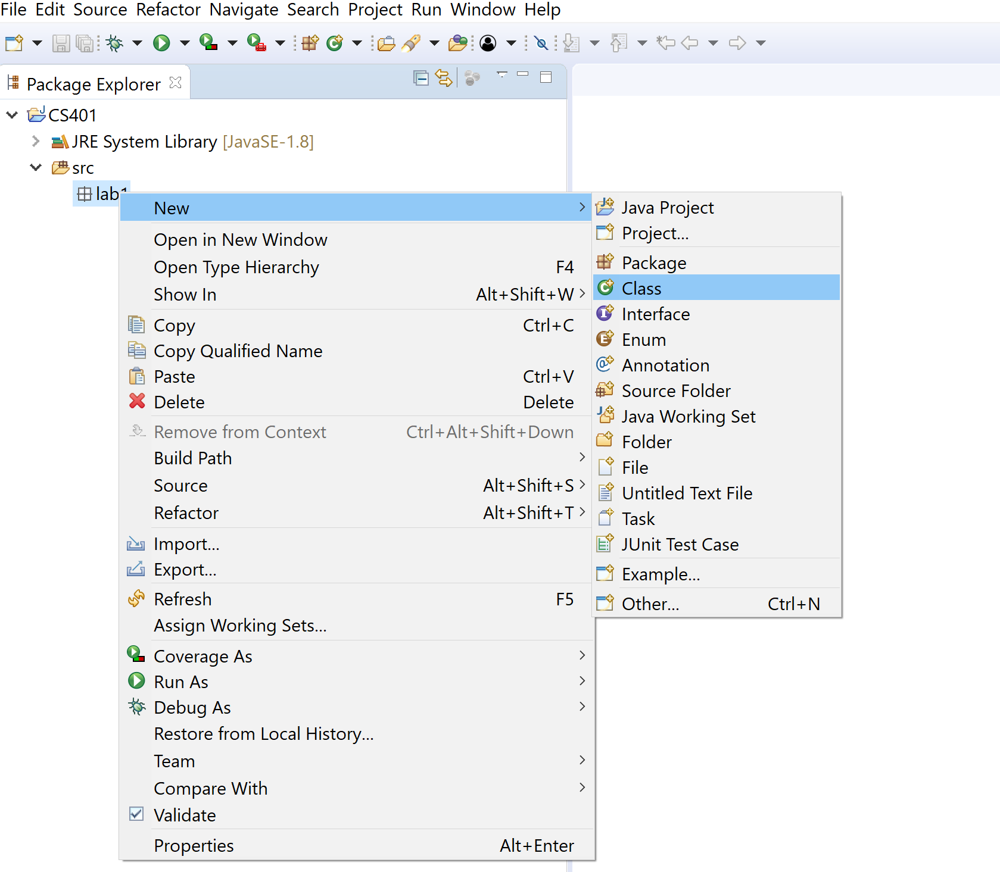 File Edit Source Refactor Navigate Search Project Run Window Help
Package Explorer
CS401
JRE System Library [JavaSE-1.8]
src
lab1
New
Open in New Window
Open Type Hierarchy F4
Show In Alt+Shift+W
Copy Ctrl+C
Copy Qualified Name
Paste Ctrl+V
Delete Delete
Remove from Context Ctrl+Alt+Shift+Down
Build Path
Source Alt+Shift+S
Refactor Alt+Shift+T
Import...
Export...
Refresh F5
Assign Working Sets...
Coverage As
Run As
Debug As
Restore from Local History...
Team
Compare With
Validate
Properties Alt+Enter
Java Project
Project...
Package
Class
Interface
Enum
Annotation
Source Folder
Java Working Set
Folder
File
Untitled Text File
Task
JUnit Test Case
Example...
Other... Ctrl+N